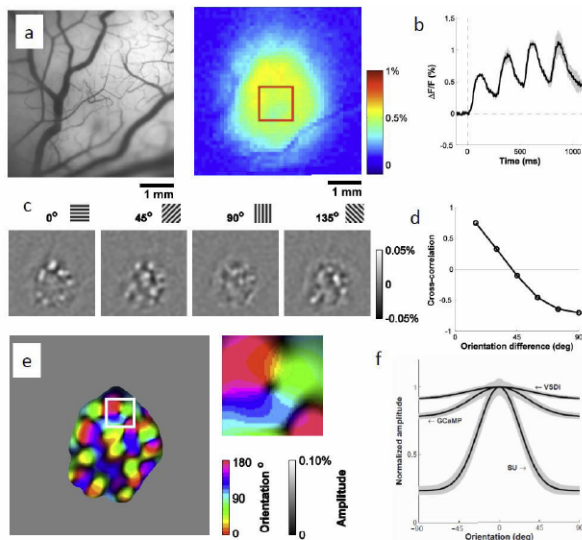 a
1%
0.5%
0
1 mm
1 mm
b
ΔF/F (%)
1.5
1
0.5
0
-0.5
0
500
1000
Time (ms)
c
0°
45°
90°
135°
0.05%
-0.05%
d
Cross-correlation
1
0.5
0
-0.5
-1
0
45
90
Orientation difference (deg)
e
180
90
0
Orientation °
0.10%
0
Amplitude
f
Normalized amplitude
1
0.5
0
← VSDI
← GCaMP
SU →
-90
-45
0
45
90
Orientation (deg)